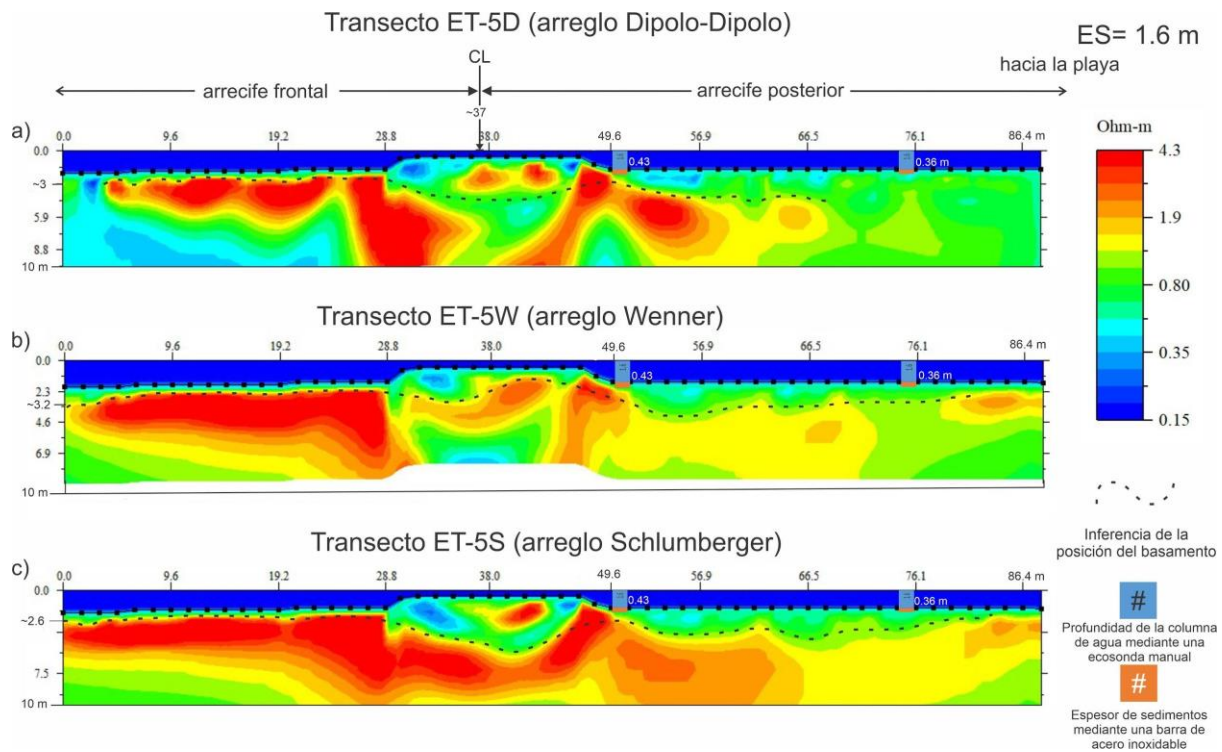 Transecto ET-5D (arreglo Dipolo-Dipolo)
ES= 1.6 m
CL
hacia la playa
arrecife frontal
arrecife posterior
~37
a)
0.0 9.6 19.2 28.8 38.0 49.6 56.9 66.5 76.1 86.4 m
0.0
~3
5.9
8.8
10 m
0.43
0.36 m
Ohm-m
4.3
1.9
0.80
0.35
0.15
Transecto ET-5W (arreglo Wenner)
b)
0.0 9.6 19.2 28.8 38.0 49.6 56.9 66.5 76.1 86.4 m
0.0
2.3
~3.2
4.6
6.9
10 m
0.43
0.36 m
Inferencia de la
posición del basamento
Transecto ET-5S (arreglo Schlumberger)
c)
0.0 9.6 19.2 28.8 38.0 49.6 56.9 66.5 76.1 86.4 m
0.0
~2.6
7.5
10 m
0.43
0.36 m
#
Profundidad de la columna
de agua mediante una
ecosonda manual
#
Espesor de sedimentos
mediante una barra de
acero inoxidable